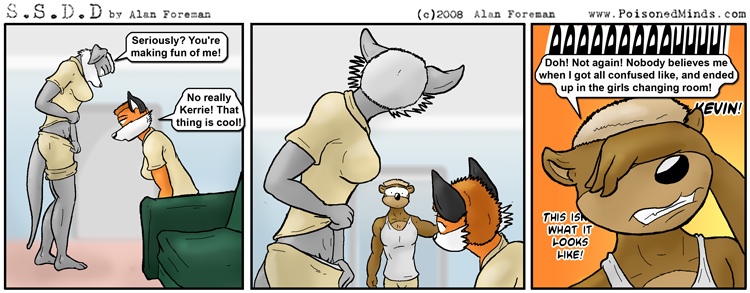 S.S.D.D by Alan Foreman (c)2008 Alan Foreman www.PoisonedMinds.com
Seriously? You're
making fun of me!
No really
Kerrie! That
thing is cool!
Doh! Not again! Nobody believes me
when I got all confused like, and ended
up in the girls changing room!
KEVIN!
THIS ISN
WHAT IT
LOOKS
LIKE!